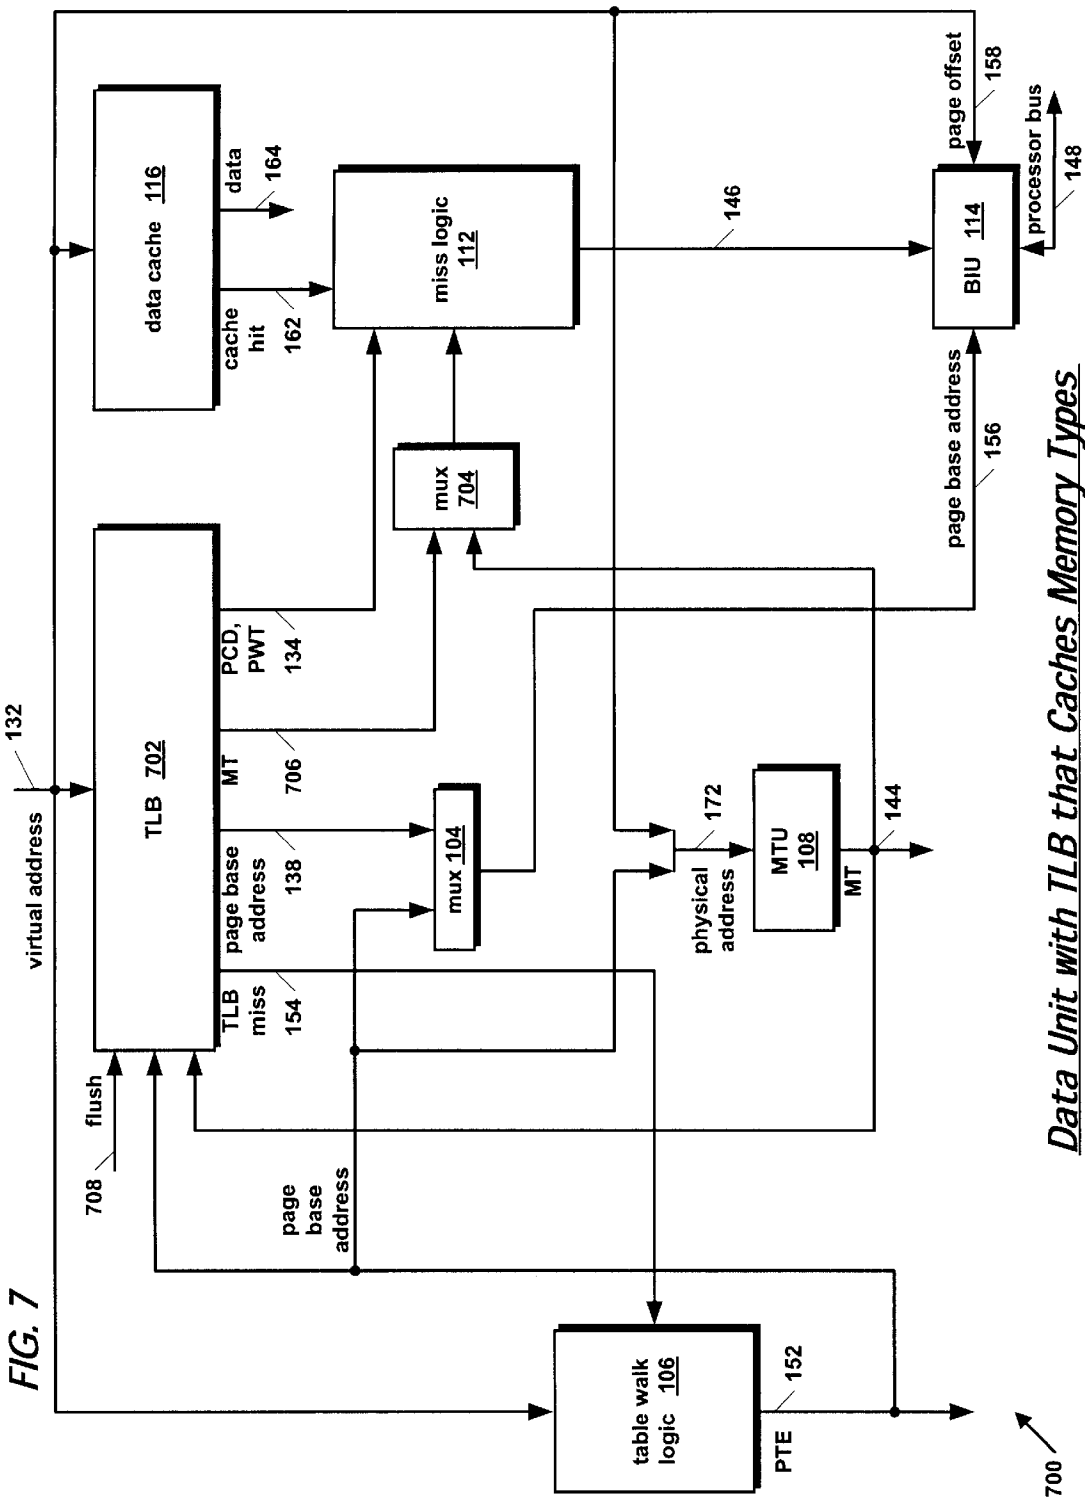 FIG. 7
virtual address
132
708
flush
TLB 702
data cache 116
TLB
miss
154
page base
address
138
MT
706
PCD,
PWT
134
cache
hit
162
data
164
page
base
address
mux 104
mux
704
miss logic
112
table walk
logic 106
PTE
152
physical
address
172
MTU
108
MT
144
146
page base address
156
BIU 114
page offset
158
processor bus
148
700
Data Unit with TLB that Caches Memory Types